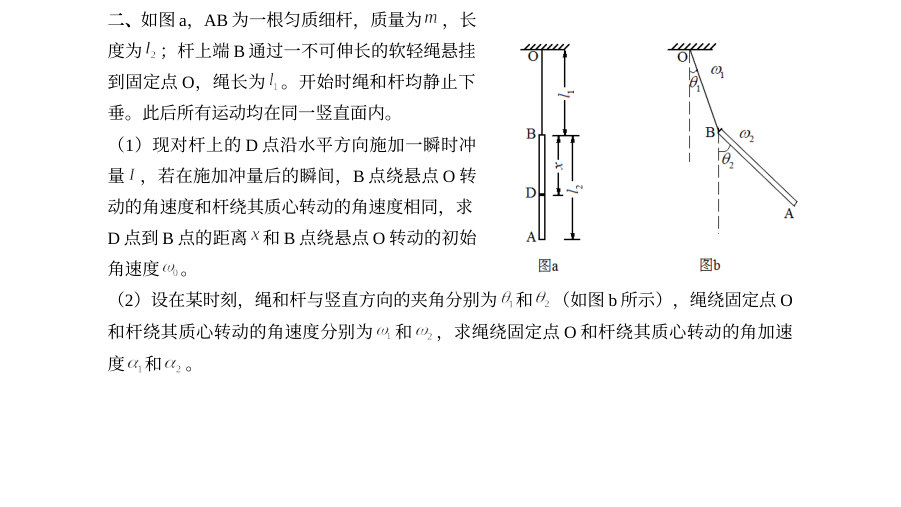 二、如图 a，AB 为一根匀质细杆，质量为 m ，长
度为 l₂ ；杆上端 B 通过一不可伸长的软轻绳悬挂
到固定点 O，绳长为 l₁ 。开始时绳和杆均静止下
垂。此后所有运动均在同一竖直面内。
（1）现对杆上的 D 点沿水平方向施加一瞬时冲
量 I ，若在施加冲量后的瞬间，B 点绕悬点 O 转
动的角速度和杆绕其质心转动的角速度相同，求
D 点到 B 点的距离 x 和 B 点绕悬点 O 转动的初始
角速度 ω₀ 。
（2）设在某时刻，绳和杆与竖直方向的夹角分别为 θ₁ 和 θ₂ （如图 b 所示），绳绕固定点 O
和杆绕其质心转动的角速度分别为 ω₁ 和 ω₂ ，求绳绕固定点 O 和杆绕其质心转动的角加速
度 α₁ 和 α₂ 。
O
l₁
B
x
D
l₂
A
图a
O
ω₁
θ₁
B
ω₂
θ₂
A
图b